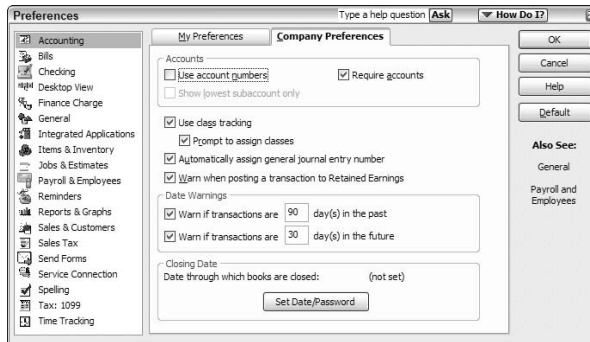 Preferences
Type a help question Ask
How Do I?
Accounting
Bills
Checking
Desktop View
Finance Charge
General
Integrated Applications
Items & Inventory
Jobs & Estimates
Payroll & Employees
Reminders
Reports & Graphs
Sales & Customers
Sales Tax
Send Forms
Service Connection
Spelling
Tax: 1099
Time Tracking
My Preferences
Company Preferences
Accounts
Use account numbers
Require accounts
Show lowest subaccount only
Use class tracking
Prompt to assign classes
Automatically assign general journal entry number
Warn when posting a transaction to Retained Earnings
Date Warnings
Warn if transactions are 90 day(s) in the past
Warn if transactions are 30 day(s) in the future
Closing Date
Date through which books are closed: (not set)
Set Date/Password
OK
Cancel
Help
Default
Also See:
General
Payroll and
Employees